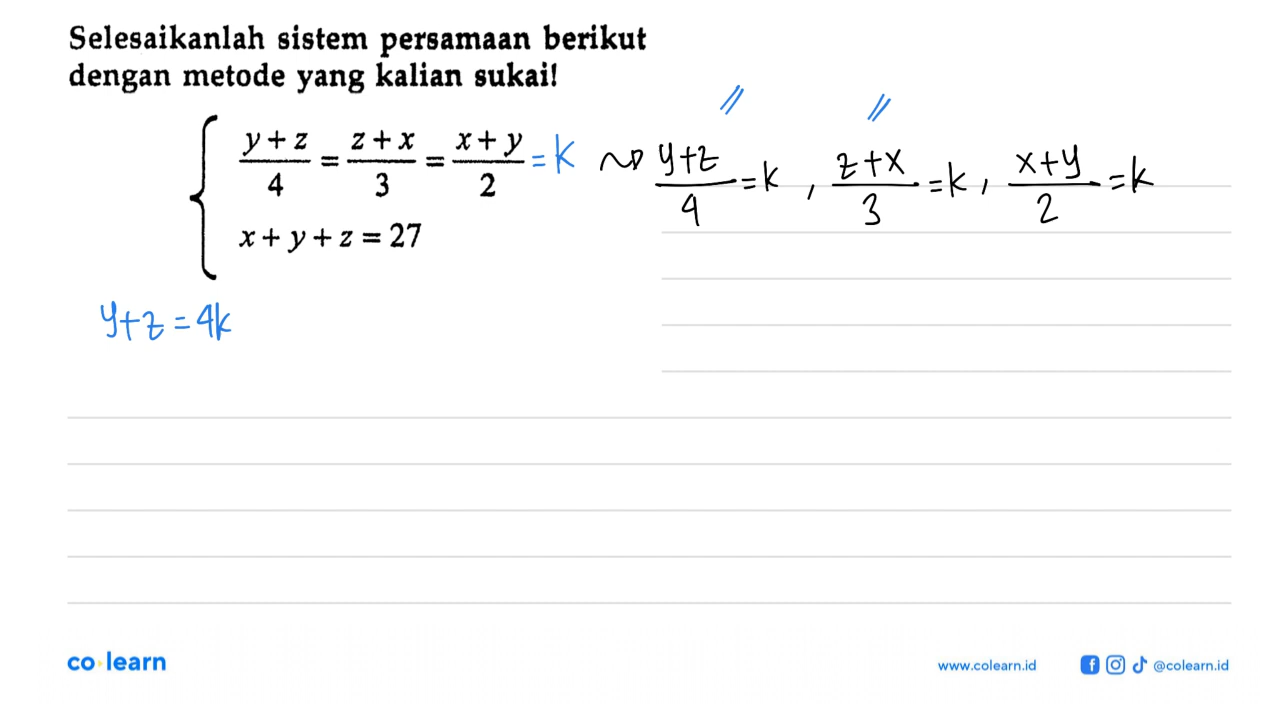 Selesaikanlah sistem persamaan berikut
dengan metode yang kalian sukai!
(y + z)/4 = (z + x)/3 = (x + y)/2 = k ⇝ (y+z)/4 = k , (z+x)/3 = k , (x+y)/2 = k
x + y + z = 27
y+z = 4k
co learn
www.colearn.id
@colearn.id